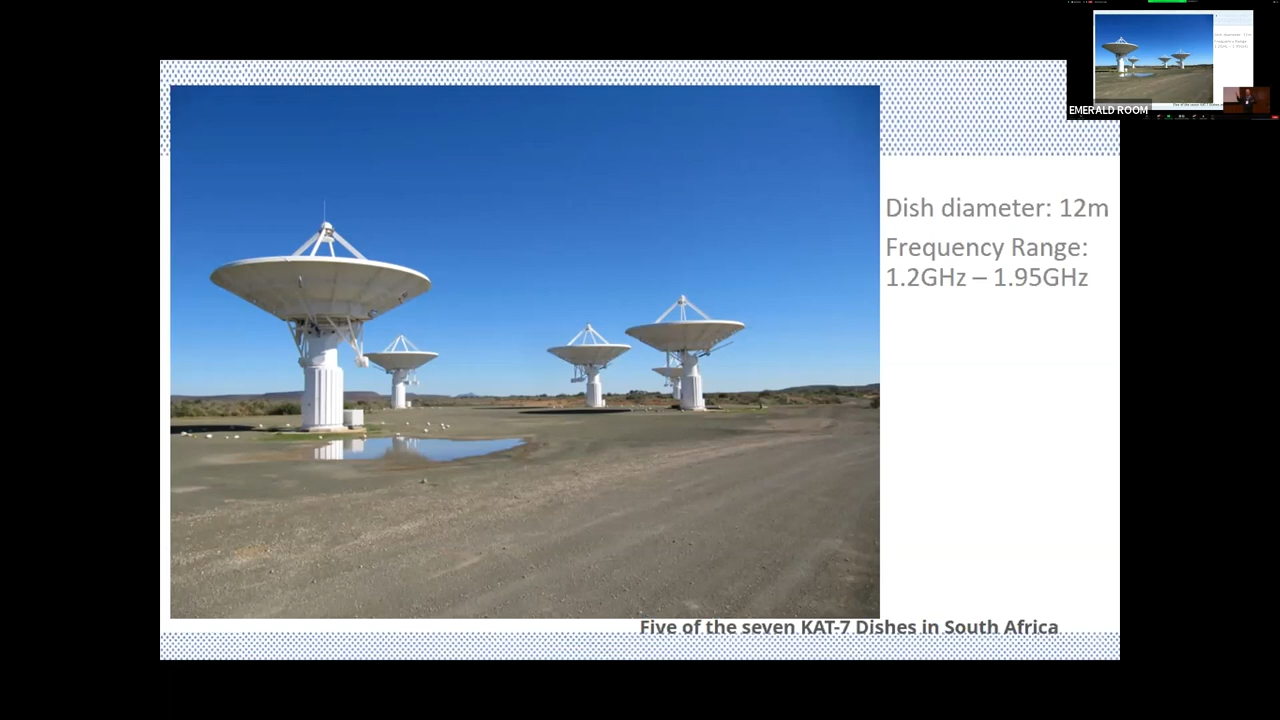 EMERALD ROOM
Dish diameter: 12m
Frequency Range:
1.2GHz – 1.95GHz
Five of the seven KAT-7 Dishes in South Africa